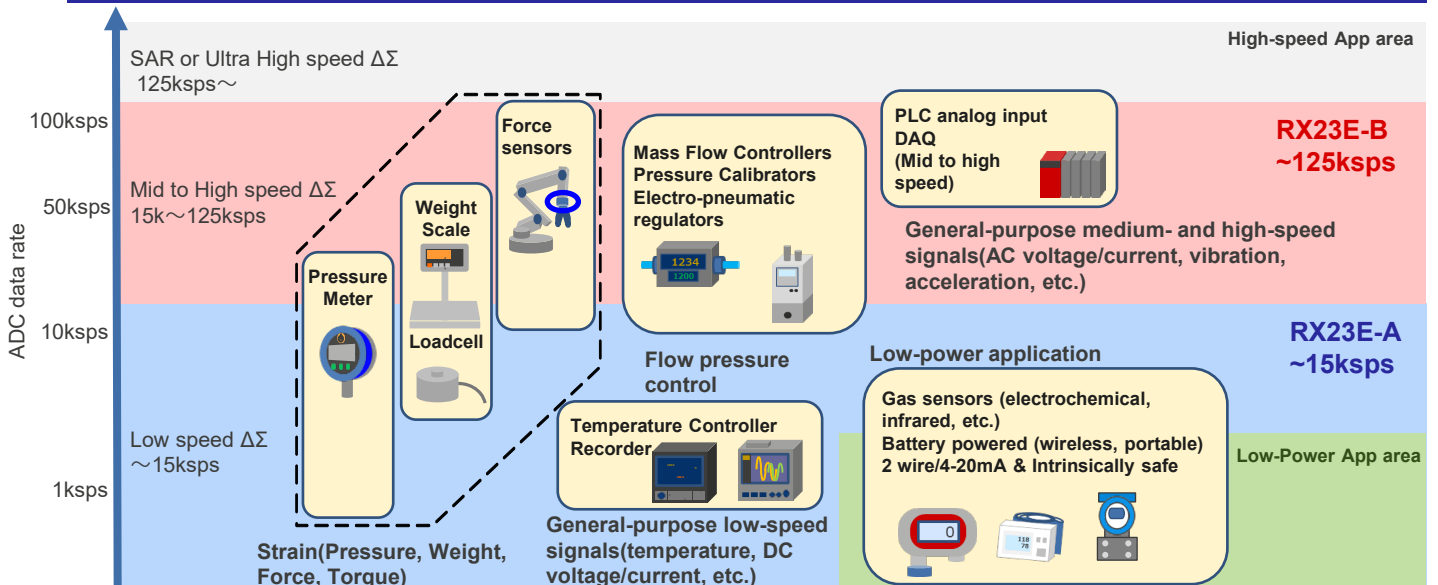 High-speed App area
SAR or Ultra High speed ΔΣ
125ksps～
100ksps
50ksps
10ksps
1ksps
ADC data rate
Mid to High speed ΔΣ
15k～125ksps
Low speed ΔΣ
～15ksps
Pressure
Meter
Weight
Scale
Loadcell
Force
sensors
Strain(Pressure, Weight,
Force, Torque)
Mass Flow Controllers
Pressure Calibrators
Electro-pneumatic
regulators
1234
1200
Flow pressure
control
PLC analog input
DAQ
(Mid to high
speed)
RX23E-B
~125ksps
General-purpose medium- and high-speed
signals(AC voltage/current, vibration,
acceleration, etc.)
RX23E-A
~15ksps
Temperature Controller
Recorder
General-purpose low-speed
signals(temperature, DC
voltage/current, etc.)
Low-power application
Gas sensors (electrochemical,
infrared, etc.)
Battery powered (wireless, portable)
2 wire/4-20mA & Intrinsically safe
0
118
78
Low-Power App area